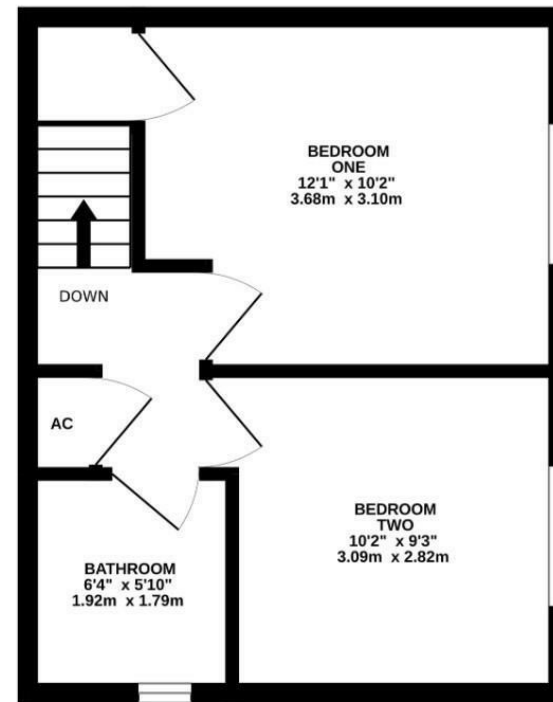 BEDROOM
ONE
12'1" x 10'2"
3.68m x 3.10m
DOWN
AC
BEDROOM
TWO
10'2" x 9'3"
3.09m x 2.82m
BATHROOM
6'4" x 5'10"
1.92m x 1.79m